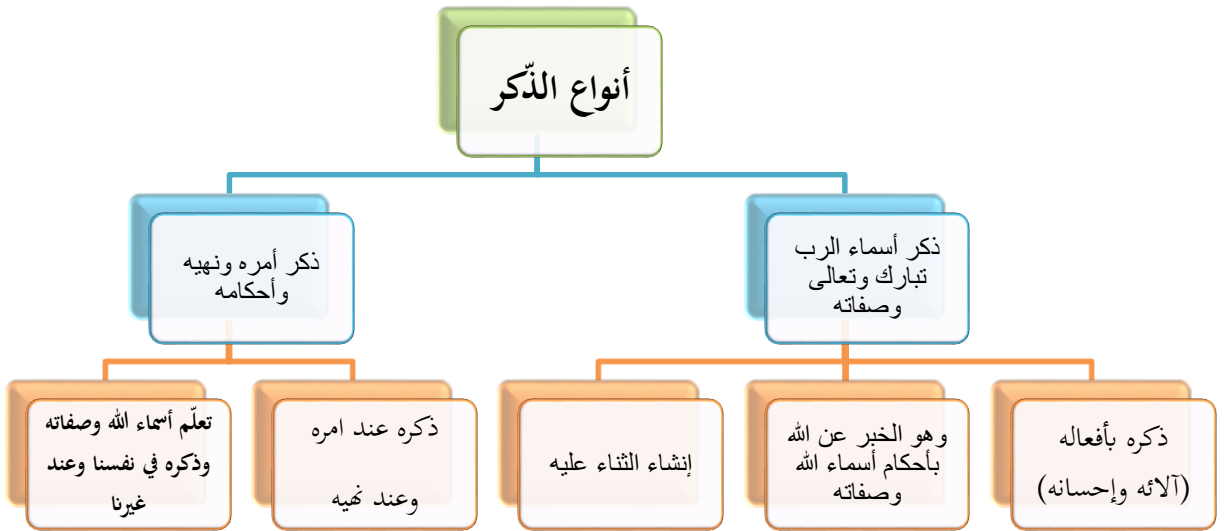 أنواع الذّكر
ذكر أسماء الرب
تبارك وتعالى
وصفاته
ذكر أمره ونهيه
وأحكامه
ذكره بأفعاله
(آلائه وإحسانه)
وهو الخبر عن الله
بأحكام أسماء الله
وصفاته
إنشاء الثناء عليه
ذكره عند امره
وعند نهيه
تعلّم أسماء الله وصفاته
وذكره في نفسنا وعند
غيرنا